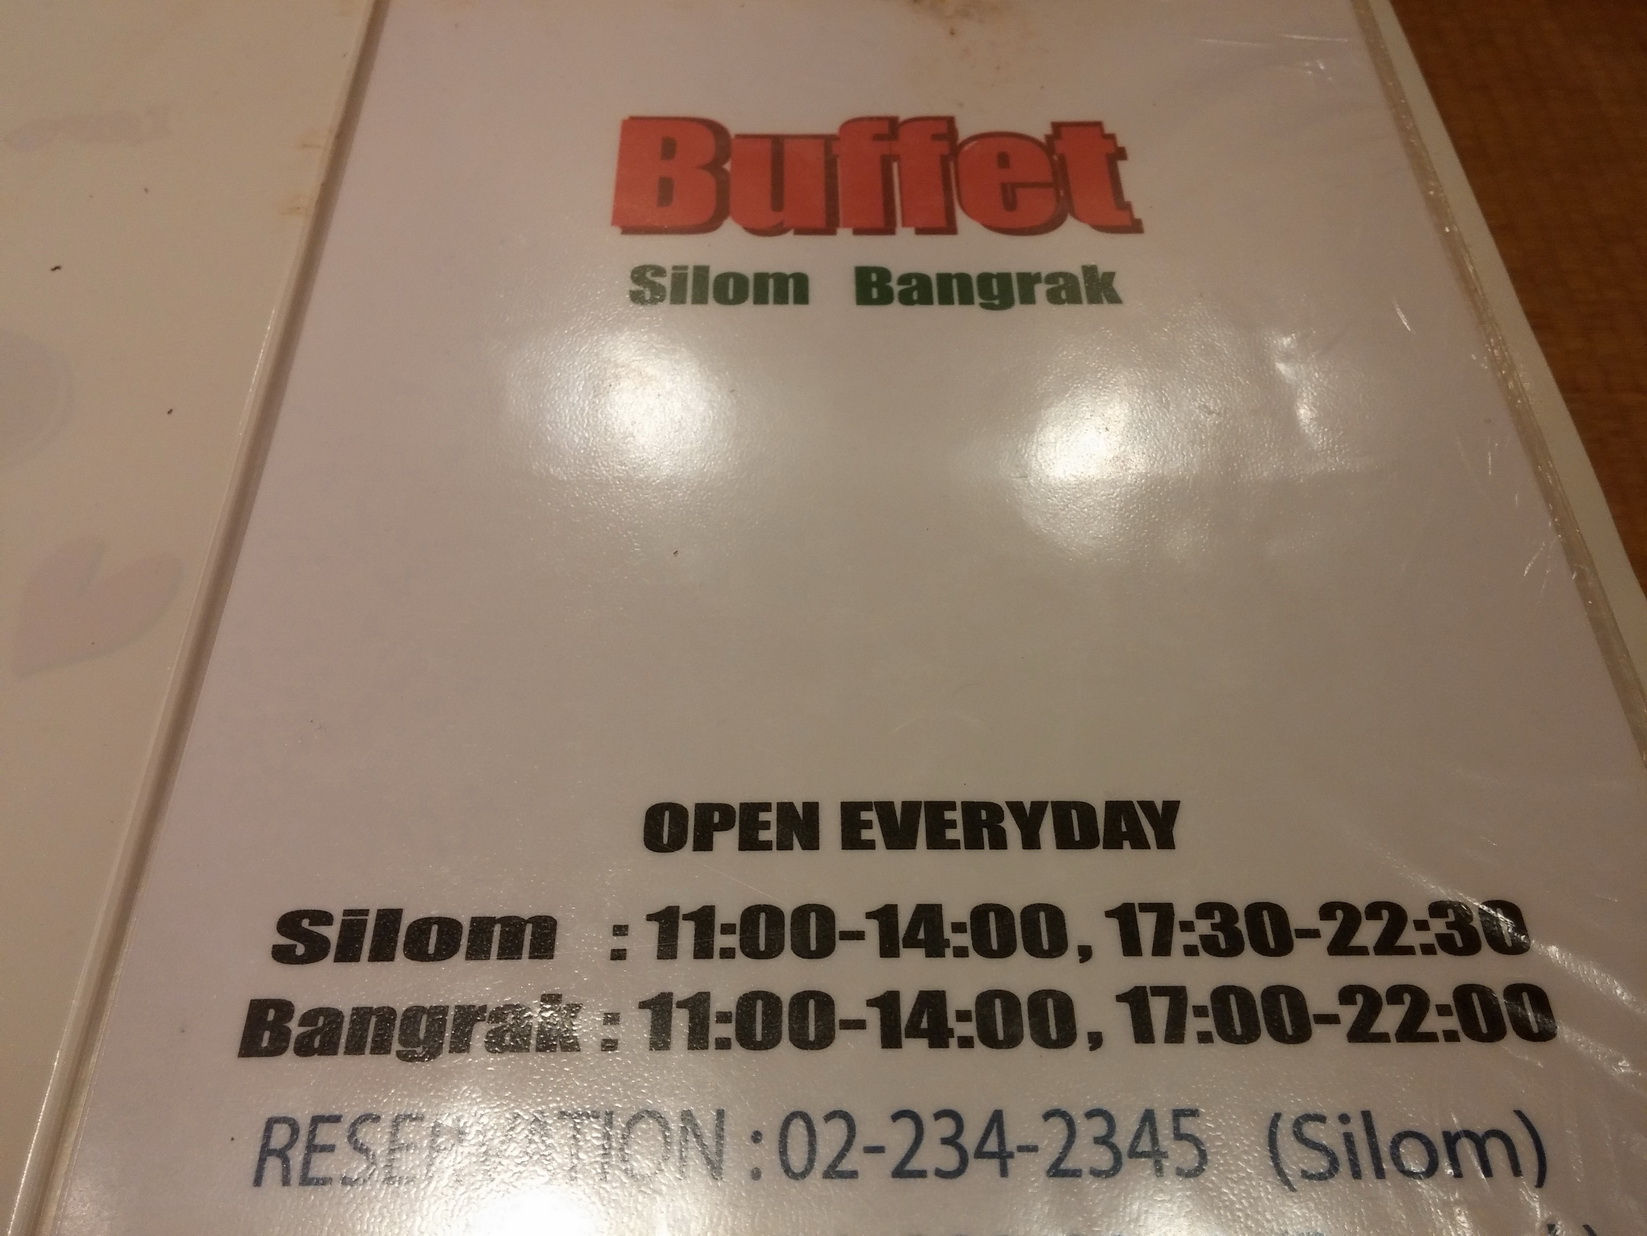 Buffet
Silom Bangrak
OPEN EVERYDAY
Silom : 11:00-14:00, 17:30-22:30
Bangrak : 11:00-14:00, 17:00-22:00
RESERVATION : 02-234-2345 (Silom)